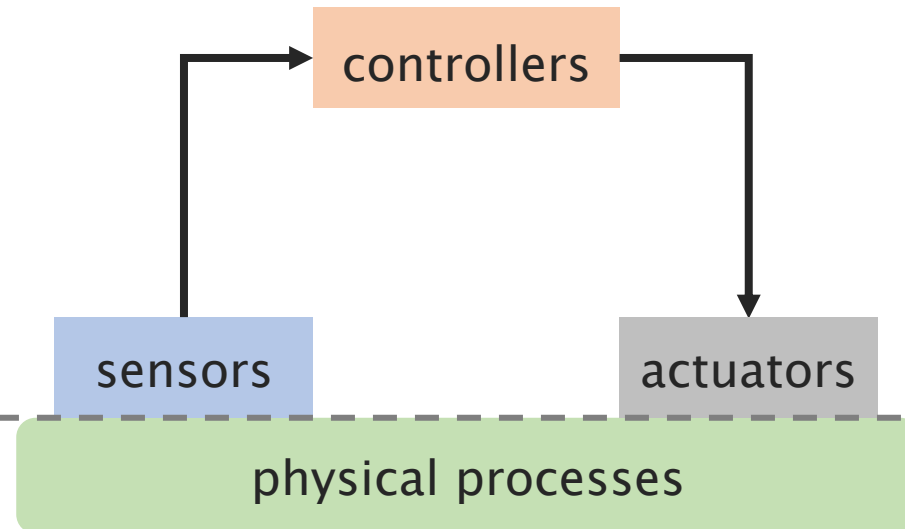 controllers
sensors
actuators
physical processes